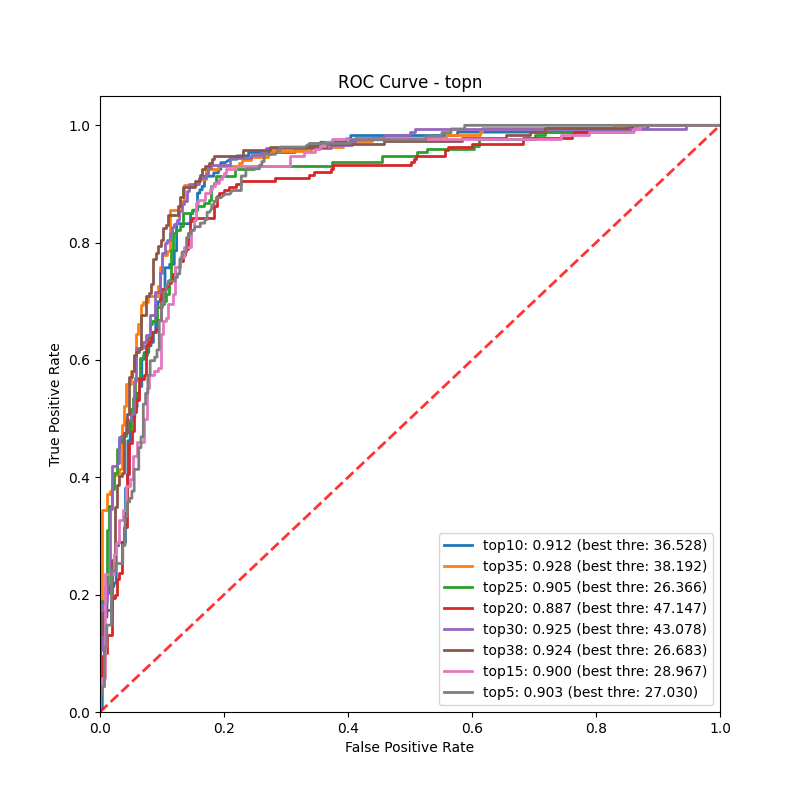 ROC Curve - topn
True Positive Rate
1.0
0.8
0.6
0.4
0.2
0.0
top10: 0.912 (best thre: 36.528)
top35: 0.928 (best thre: 38.192)
top25: 0.905 (best thre: 26.366)
top20: 0.887 (best thre: 47.147)
top30: 0.925 (best thre: 43.078)
top38: 0.924 (best thre: 26.683)
top15: 0.900 (best thre: 28.967)
top5: 0.903 (best thre: 27.030)
0.0 0.2 0.4 0.6 0.8 1.0
False Positive Rate